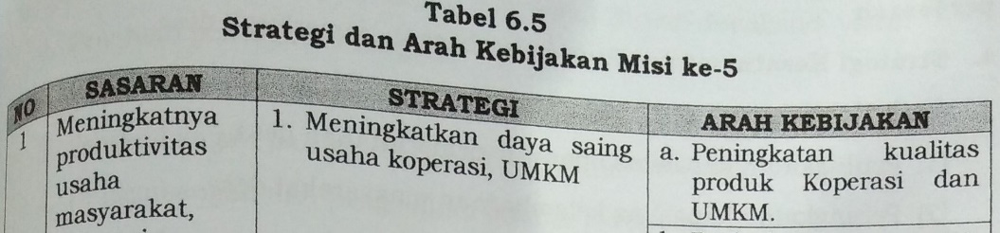 Tabel 6.5
Strategi dan Arah Kebijakan Misi ke-5
NO
SASARAN
STRATEGI
ARAH KEBIJAKAN
1
Meningkatnya
produktivitas
usaha
masyarakat,
1. Meningkatkan daya saing
usaha koperasi, UMKM
a. Peningkatan kualitas
produk Koperasi dan
UMKM.